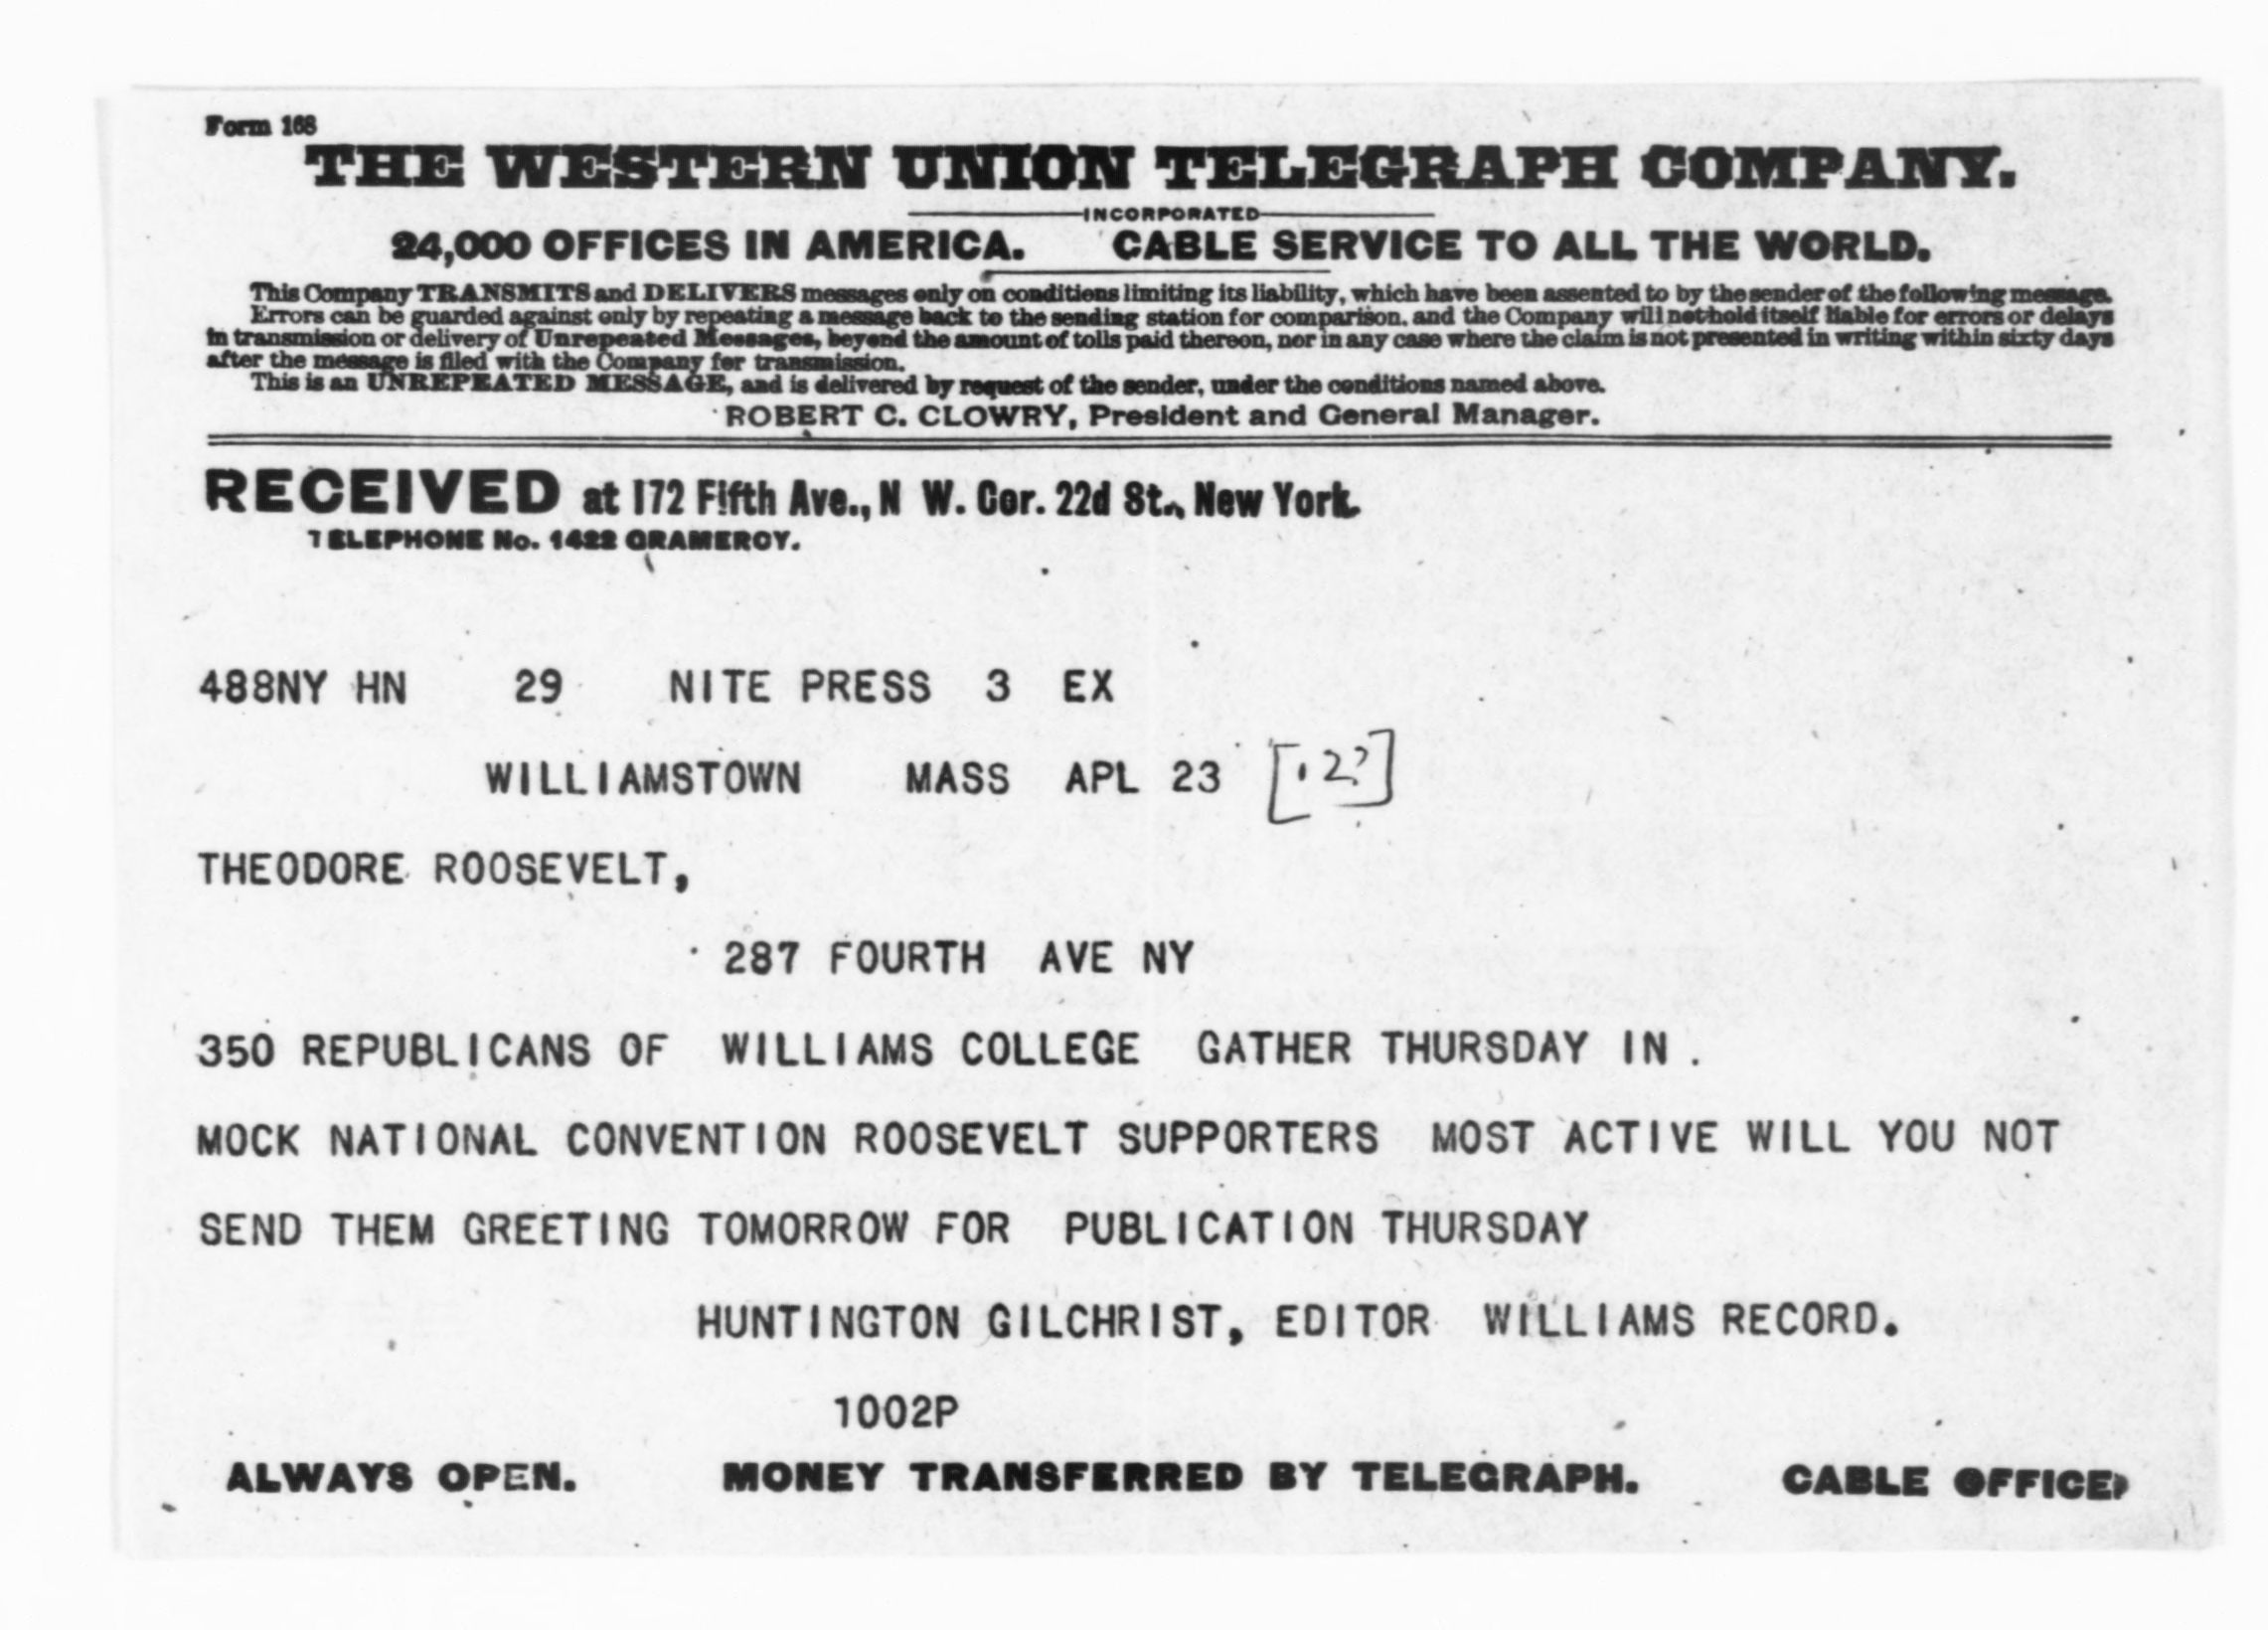 Form 168
THE WESTERN UNION TELEGRAPH COMPANY.
INCORPORATED
24,000 OFFICES IN AMERICA. CABLE SERVICE TO ALL THE WORLD.
This Company TRANSMITS and DELIVERS messages only on conditions limiting its liability, which have been assented to by the sender of the following message.
Errors can be guarded against only by repeating a message back to the sending station for comparison, and the Company will not hold itself liable for errors or delays
in transmission or delivery of Unrepeated Messages, beyond the amount of tolls paid thereon, nor in any case where the claim is not presented in writing within sixty days
after the message is filed with the Company for transmission.
This is an UNREPEATED MESSAGE, and is delivered by request of the sender, under the conditions named above.
ROBERT C. CLOWRY, President and General Manager.
RECEIVED at 172 Fifth Ave., N W. Cor. 22d St., New York.
TELEPHONE No. 1422 GRAMERCY.
488NY HN 29 NITE PRESS 3 EX
WILLIAMSTOWN MASS APL 23 [12?]
THEODORE ROOSEVELT,
287 FOURTH AVE NY
350 REPUBLICANS OF WILLIAMS COLLEGE GATHER THURSDAY IN .
MOCK NATIONAL CONVENTION ROOSEVELT SUPPORTERS MOST ACTIVE WILL YOU NOT
SEND THEM GREETING TOMORROW FOR PUBLICATION THURSDAY
HUNTINGTON GILCHRIST, EDITOR WILLIAMS RECORD.
1002P
ALWAYS OPEN. MONEY TRANSFERRED BY TELEGRAPH. CABLE OFFICE